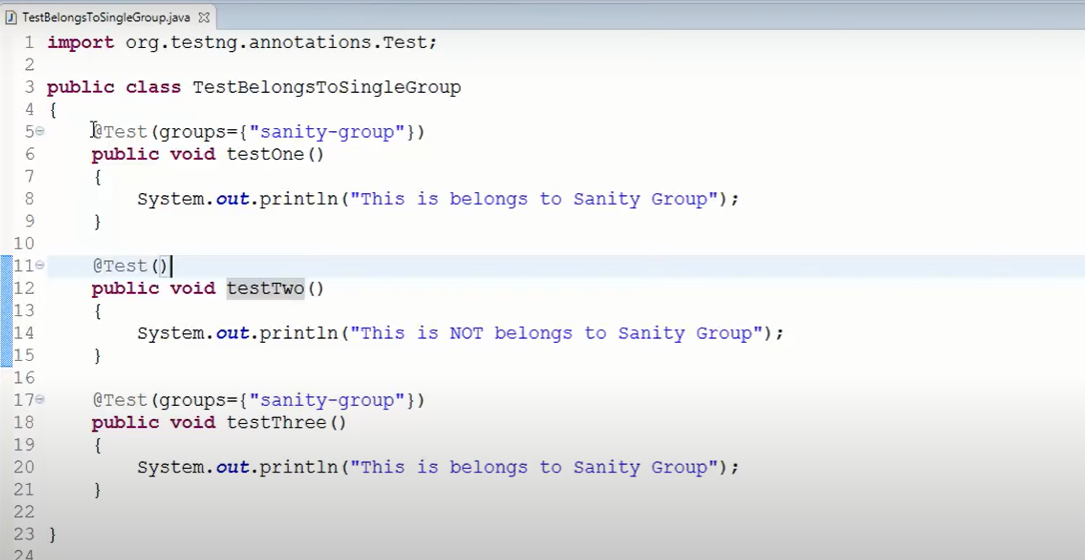 TestBelongsToSingleGroup.java
1 import org.testng.annotations.Test;
2
3 public class TestBelongsToSingleGroup
4 {
5 @Test(groups={"sanity-group"})
6 public void testOne()
7 {
8 System.out.println("This is belongs to Sanity Group");
9 }
10
11 @Test()
12 public void testTwo()
13 {
14 System.out.println("This is NOT belongs to Sanity Group");
15 }
16
17 @Test(groups={"sanity-group"})
18 public void testThree()
19 {
20 System.out.println("This is belongs to Sanity Group");
21 }
22
23 }
24